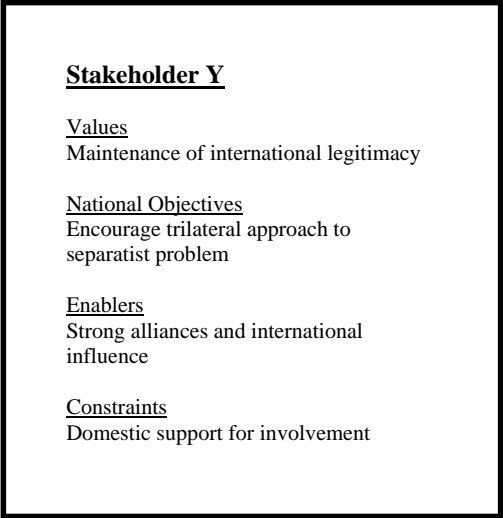 Stakeholder Y
Values
Maintenance of international legitimacy
National Objectives
Encourage trilateral approach to
separatist problem
Enablers
Strong alliances and international
influence
Constraints
Domestic support for involvement